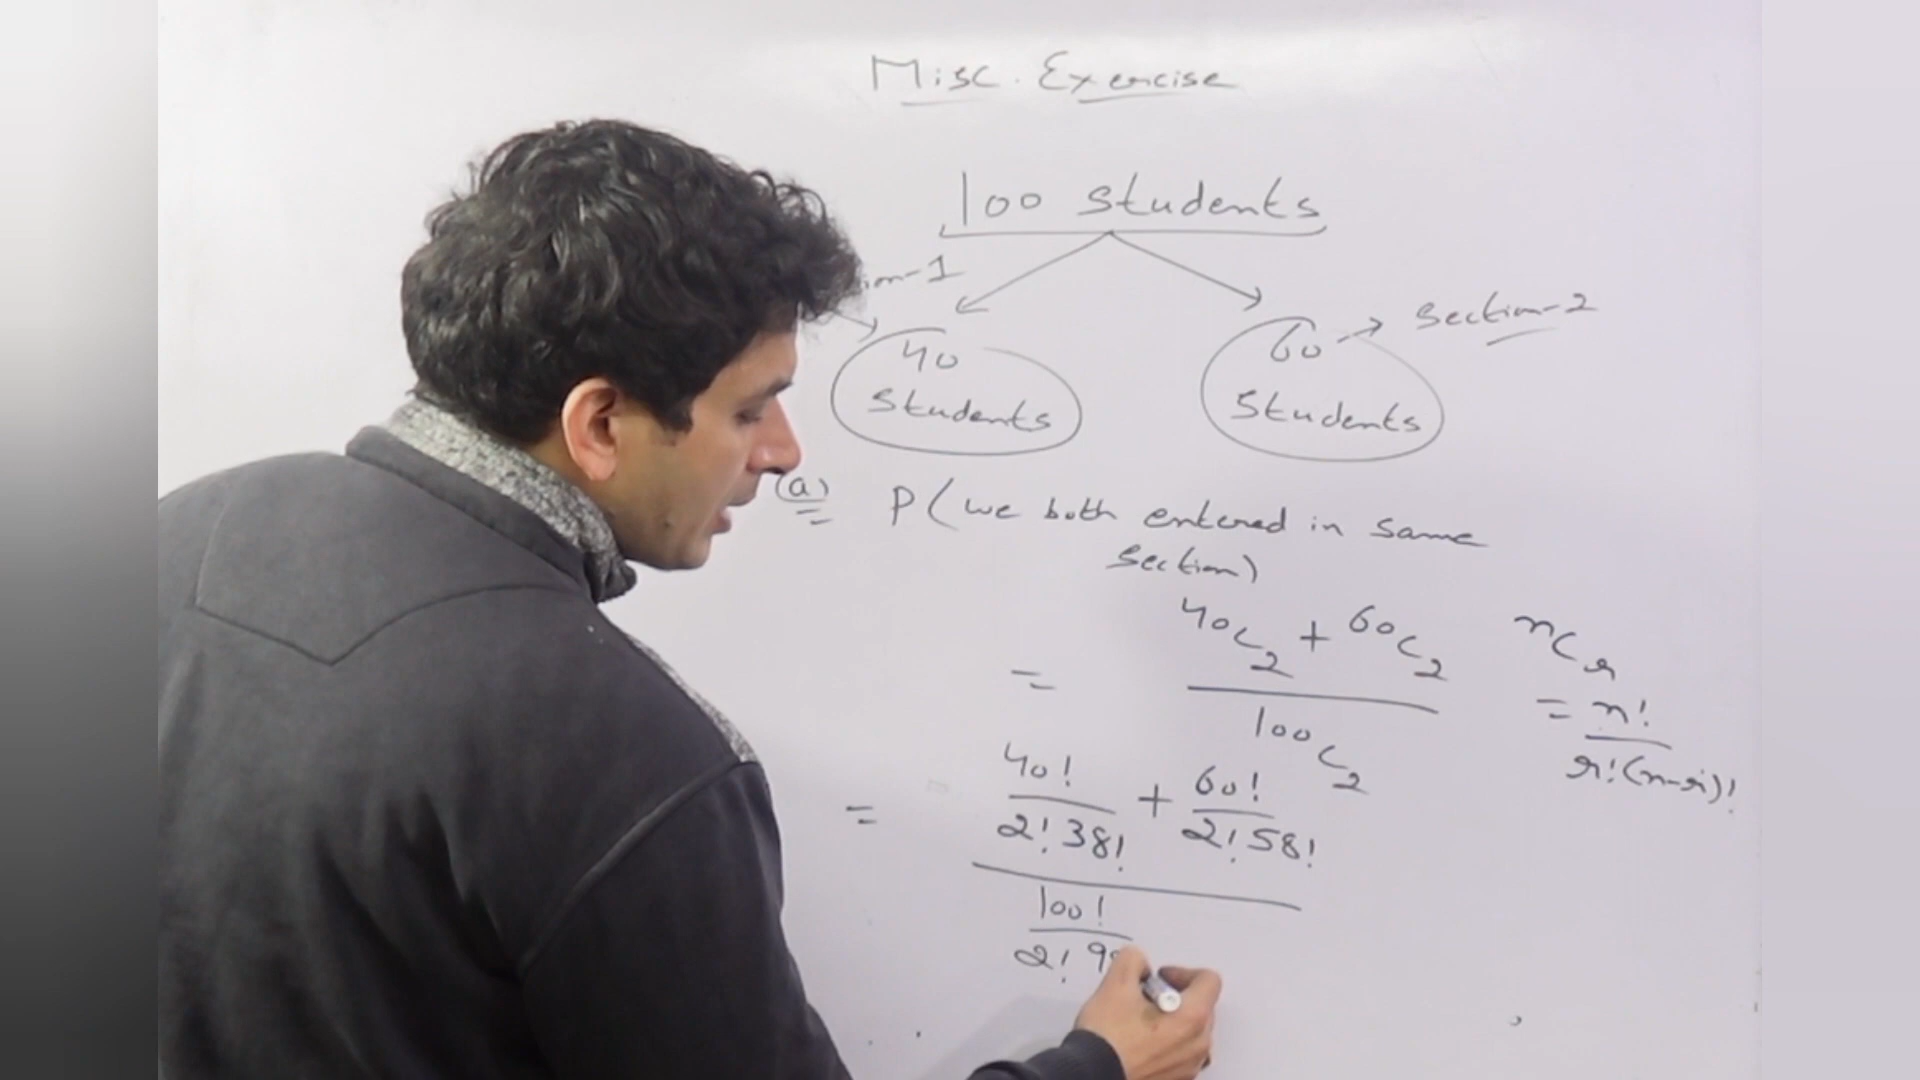 Misc. Exercise
100 students
ion-1
section-2
40
students
60
students
(a) P(we both entered in same
section)
= 40C2 + 60C2
100C2
nCr
= n!
r!(n-r)!
= 40! + 60!
2!38! 2!58!
100!
2!9